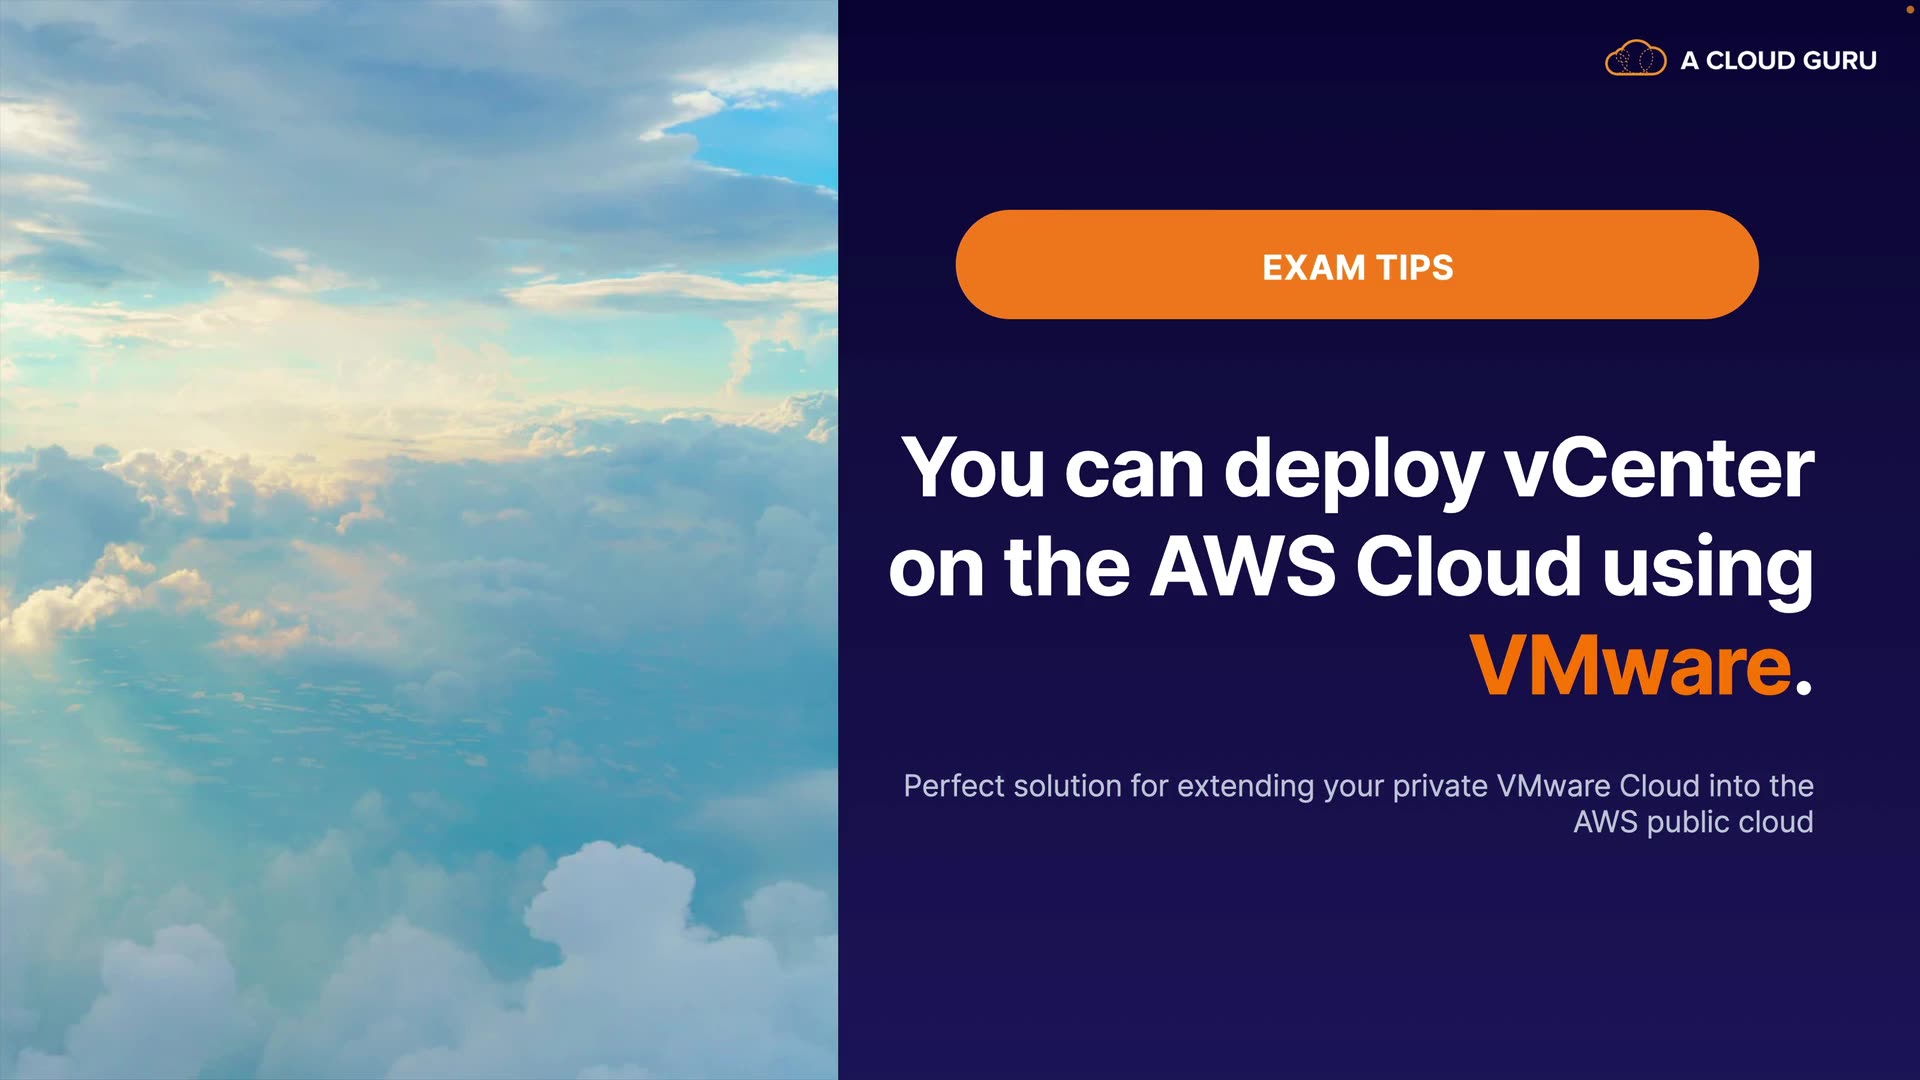 A CLOUD GURU
EXAM TIPS
You can deploy vCenter
on the AWS Cloud using
VMware.
Perfect solution for extending your private VMware Cloud into the
AWS public cloud